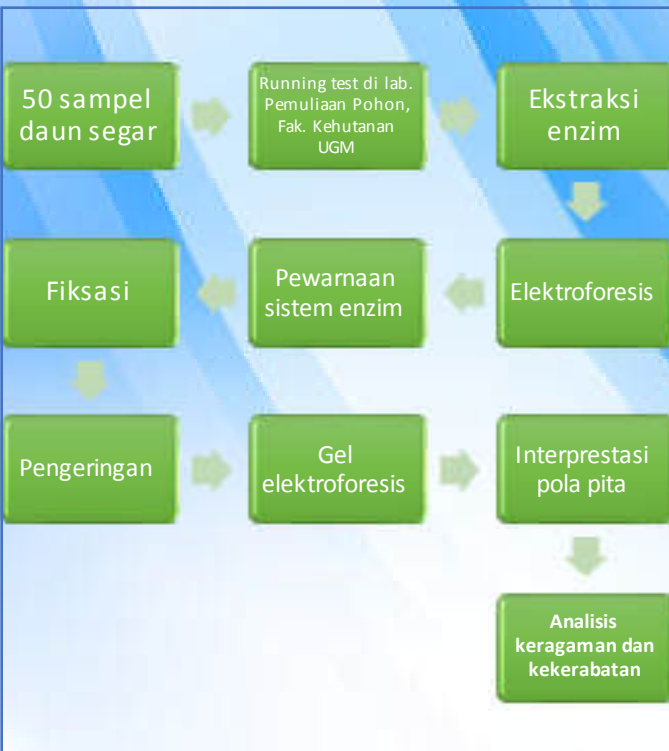 50 sampel
daun segar
Running test di lab.
Pemuliaan Pohon,
Fak. Kehutanan
UGM
Ekstraksi
enzim
Elektroforesis
Pewarnaan
sistem enzim
Fiksasi
Pengeringan
Gel
elektroforesis
Interprestasi
pola pita
Analisis
keragaman dan
kekerabatan